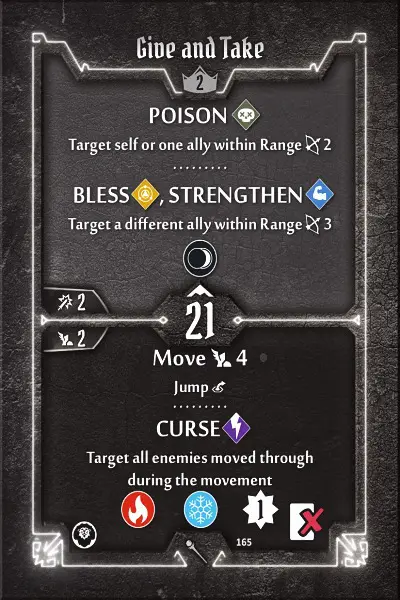 Give and Take
2
POISON
Target self or one ally within Range 2
BLESS, STRENGTHEN
Target a different ally within Range 3
2
21
2
Move 4
Jump
CURSE
Target all enemies moved through
during the movement
1
165